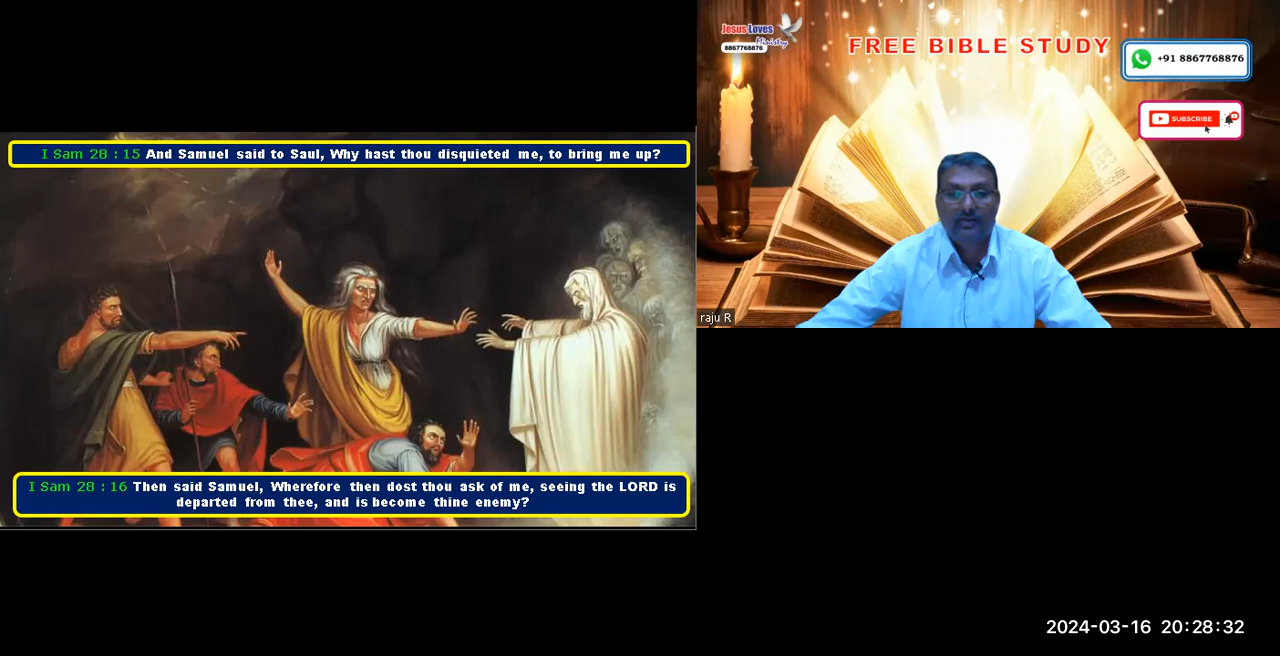 I Sam 28 : 15 And Samuel said to Saul, Why hast thou disquieted me, to bring me up?
I Sam 28 : 16 Then said Samuel, Wherefore then dost thou ask of me, seeing the LORD is
departed from thee, and is become thine enemy?
Jesus Loves
Ministry
8867768876
FREE BIBLE STUDY
+91 8867768876
SUBSCRIBE
raju R
2024-03-16 20:28:32